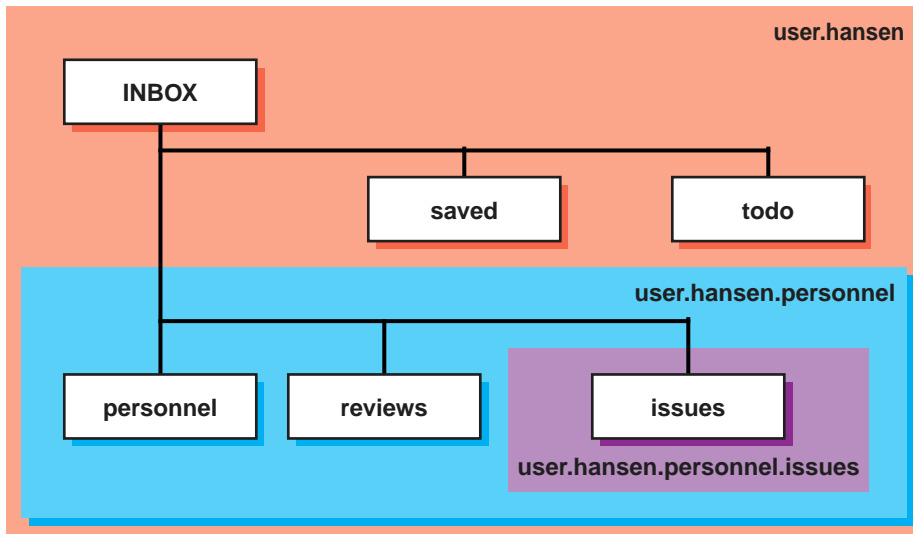 user.hansen
INBOX
saved
todo
user.hansen.personnel
personnel
reviews
issues
user.hansen.personnel.issues